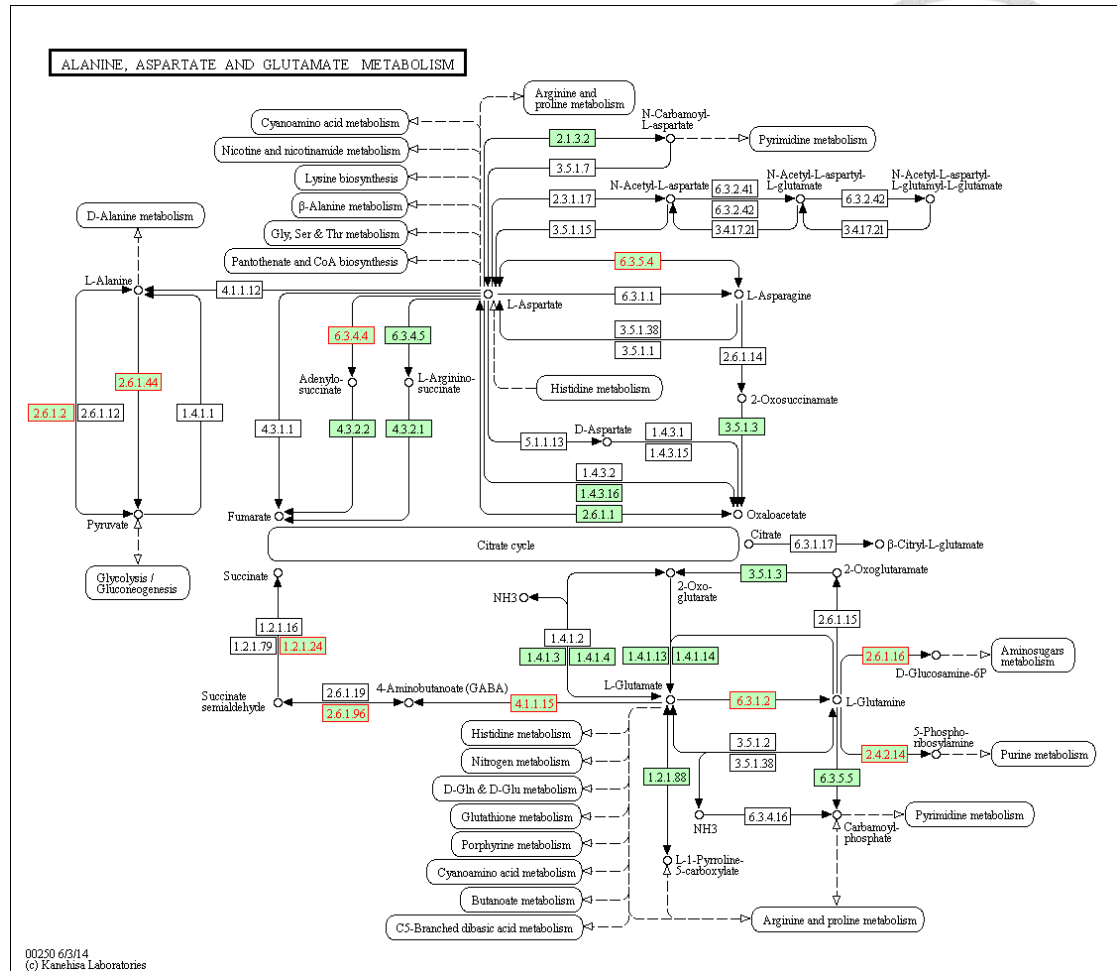 ALANINE, ASPARTATE AND GLUTAMATE METABOLISM
Arginine and
proline metabolism
Cyanoamino acid metabolism
Nicotine and nicotinamide metabolism
Lysine biosynthesis
β-Alanine metabolism
Gly, Ser & Thr metabolism
Pantothenate and CoA biosynthesis
D-Alanine metabolism
N-Carbamoyl-
L-aspartate
2.1.3.2
Pyrimidine metabolism
3.5.1.7
N-Acetyl-L-aspartate
N-Acetyl-L-aspartyl-
L-glutamate
N-Acetyl-L-aspartyl-
L-glutamyl-L-glutimate
2.3.1.17
6.3.2.41
6.3.2.42
6.3.2.42
3.5.1.15
3.4.17.21
3.4.17.21
6.3.5.4
L-Alanine
4.1.1.12
L-Aspartate
6.3.1.1
L-Asparagine
6.3.4.4
6.3.4.5
3.5.1.38
3.5.1.1
2.6.1.14
Adenylo-
succinate
L-Arginino-
succinate
Histidine metabolism
2.6.1.44
2-Oxosuccinamate
2.6.1.2
2.6.1.12
1.4.1.1
4.3.1.1
4.3.2.2
4.3.2.1
5.1.1.13
D-Aspartate
1.4.3.1
1.4.3.15
3.5.1.3
1.4.3.2
1.4.3.16
2.6.1.1
Pyruvate
Fumarate
Oxaloacetate
Citrate cycle
Citrate
6.3.1.17
β-Citryl-L-glutamate
Glycolysis /
Gluconeogenesis
Succinate
NH3
2-Oxo-
glutarate
3.5.1.3
2-Oxoglutaramate
1.2.1.16
1.2.1.79
1.2.1.24
1.4.1.2
1.4.1.3
1.4.1.4
1.4.1.13
1.4.1.14
2.6.1.15
2.6.1.16
D-Glucosamine-6P
Aminosugars
metabolism
Succinate
semialdehyde
2.6.1.19
2.6.1.96
4-Aminobutanoate (GABA)
4.1.1.15
L-Glutamate
6.3.1.2
L-Glutamine
Histidine metabolism
Nitrogen metabolism
D-Gln & D-Glu metabolism
Glutathione metabolism
Porphyrine metabolism
Cyanoamino acid metabolism
Butanoate metabolism
C5-Branched dibasic acid metabolism
3.5.1.2
3.5.1.38
1.2.1.88
2.4.2.14
5-Phospho-
ribosylamine
Purine metabolism
6.3.5.5
NH3
6.3.4.16
Carbamoyl-
phosphate
Pyrimidine metabolism
L-1-Pyrroline-
5-carboxylate
Arginine and proline metabolism
00250 6/3/14
(c) Kanehisa Laboratories